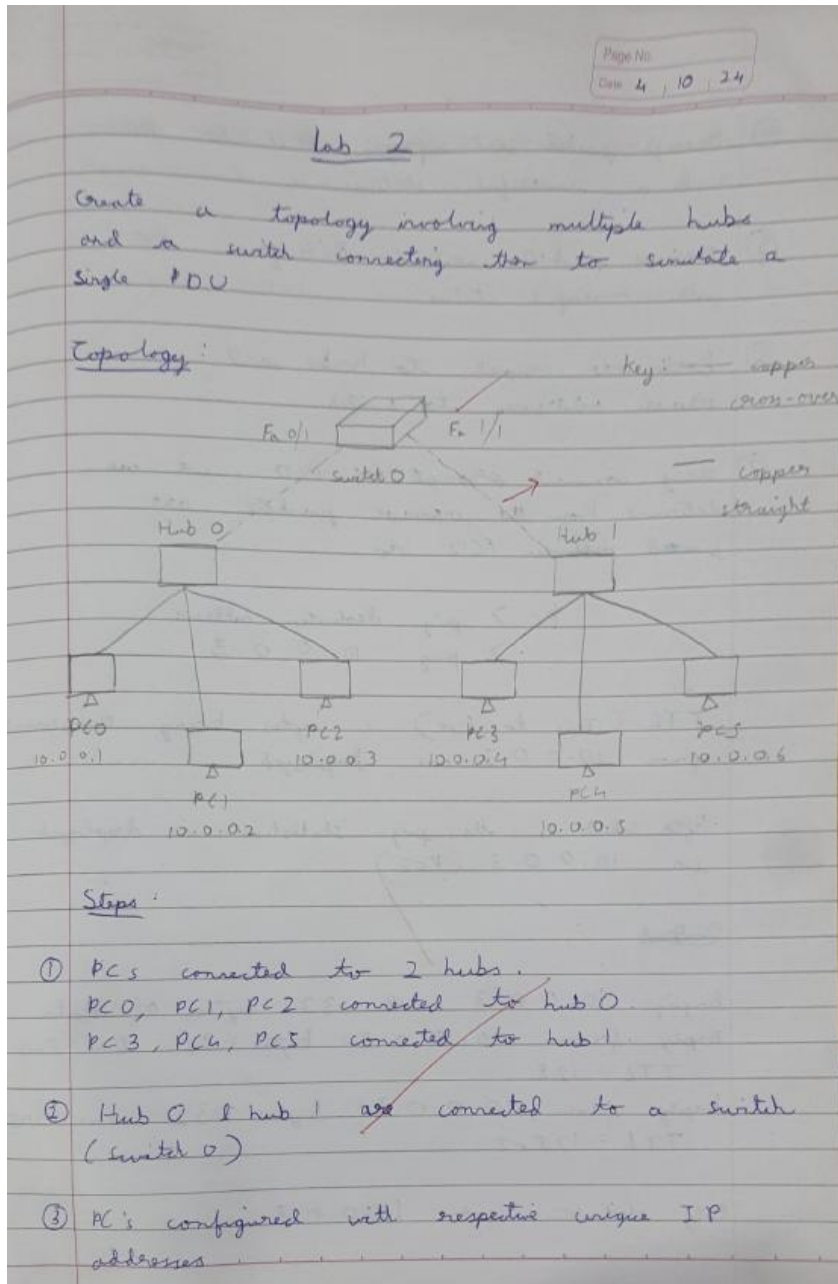 Page No
Date 4 10 24
Lab 2
Create a topology involving multiple hubs
and a switch connecting them to simulate a
single PDU
Topology:
key: copper
cross-over
Fa 0/1 Fa 1/1
switch 0
copper
straight
Hub 0 Hub 1
PC0 PC2 PC3 PC5
10.0.0.1 10.0.0.3 10.0.0.4 10.0.0.6
PC1 PC4
10.0.0.2 10.0.0.5
Steps:
① PCs connected to 2 hubs.
PC0, PC1, PC2 connected to hub 0
PC3, PC4, PC5 connected to hub 1
② Hub 0 & hub 1 are connected to a switch
(switch 0)
③ PC's configured with respective unique IP
addresses